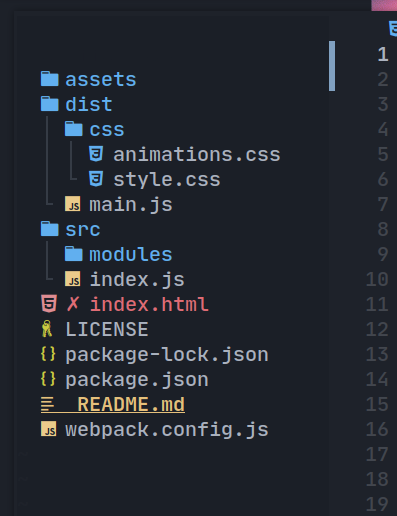 assets
dist
css
animations.css
style.css
main.js
src
modules
index.js
✗ index.html
LICENSE
package-lock.json
package.json
README.md
webpack.config.js
1
2
3
4
5
6
7
8
9
10
11
12
13
14
15
16
17
18
19